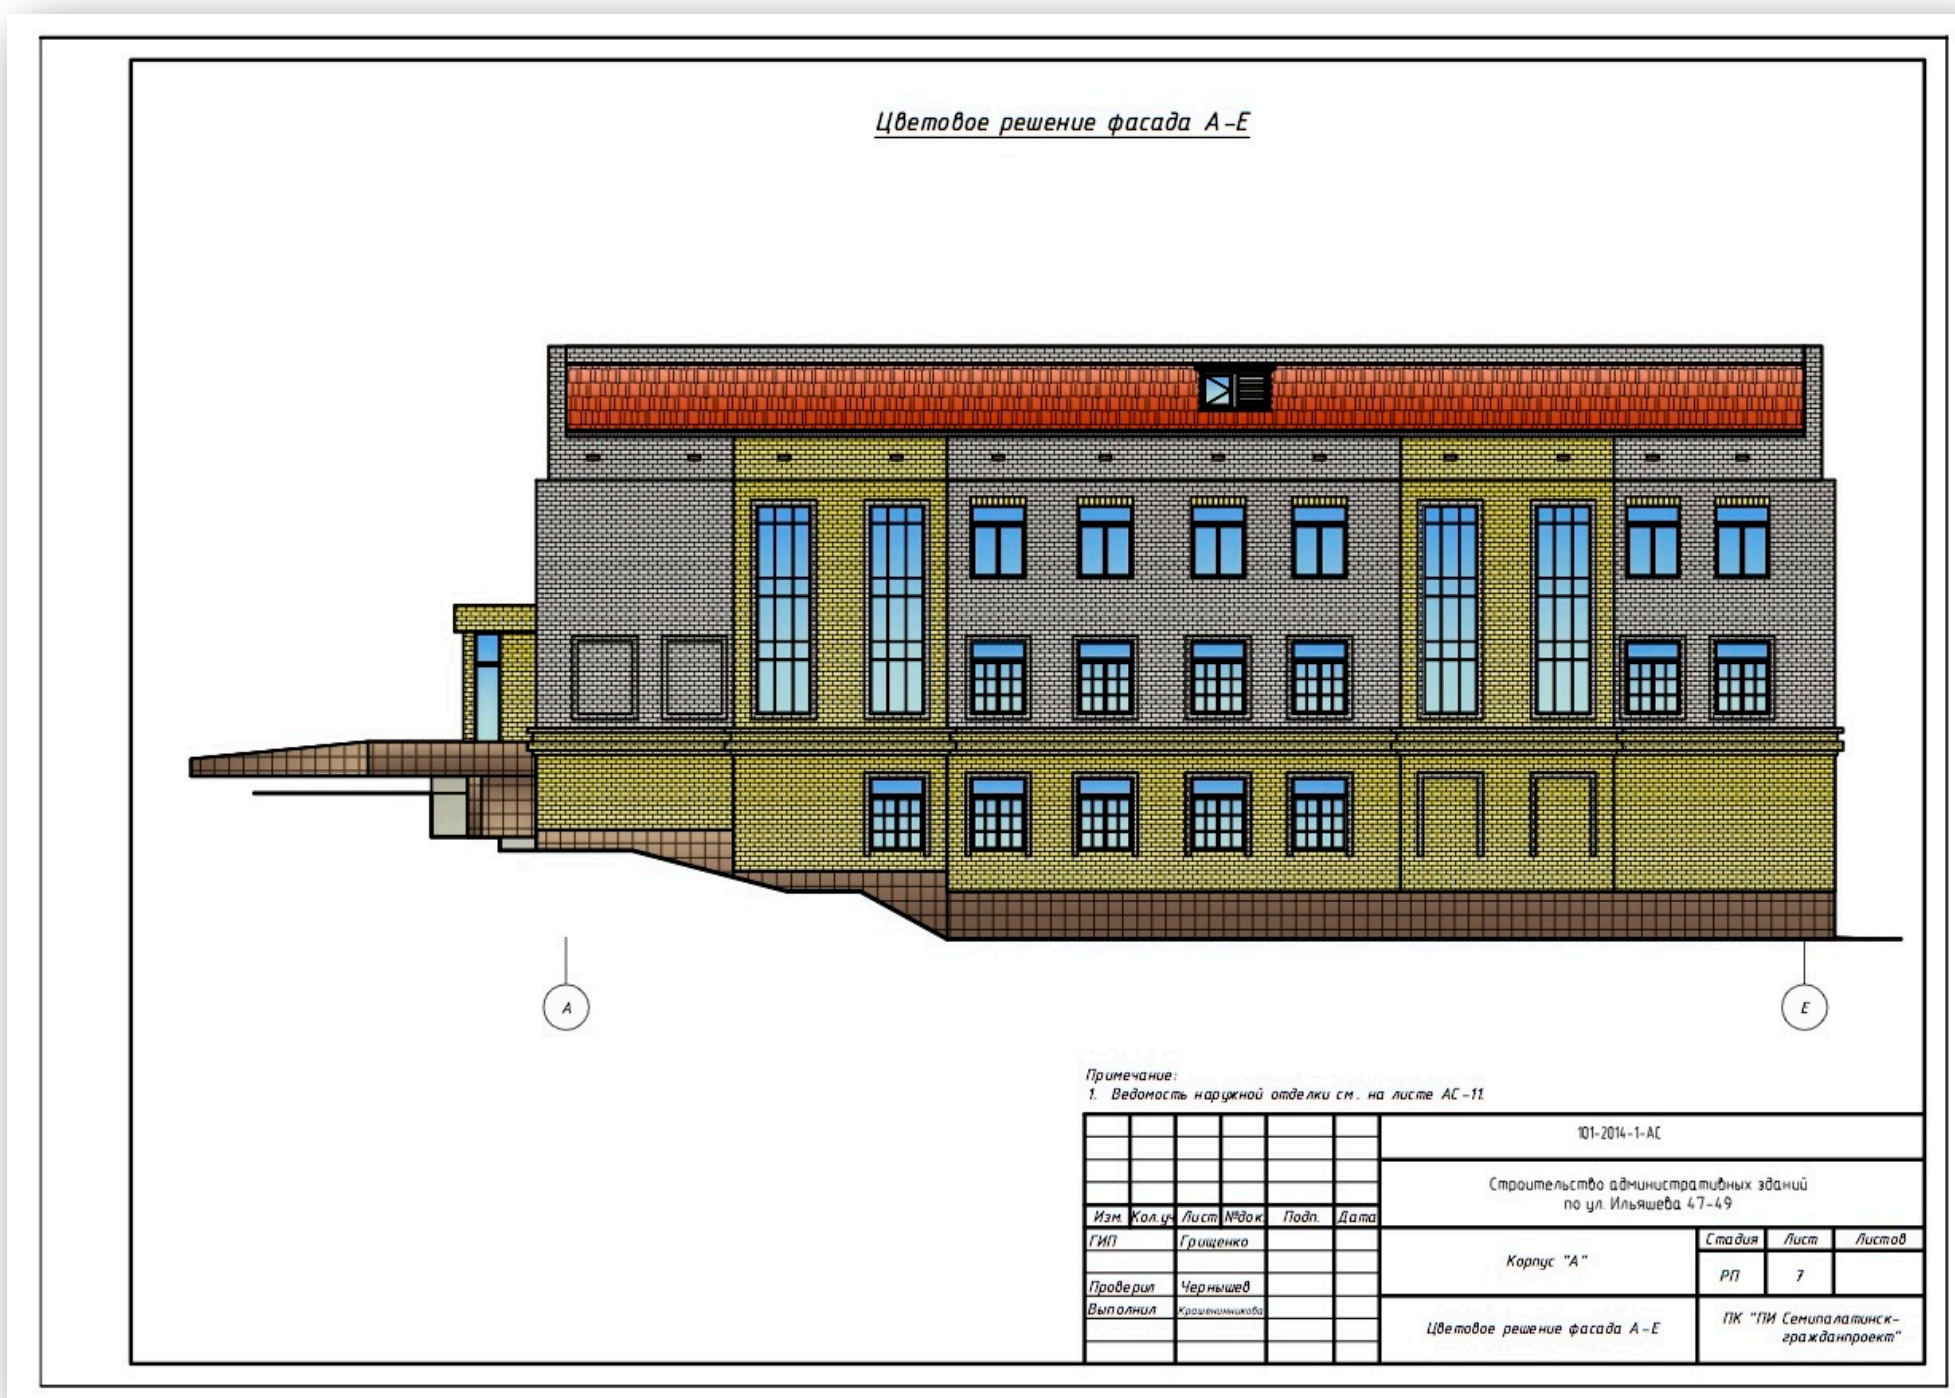 Цветовое решение фасада А-Е
А
Е
Примечание:
1. Ведомость наружной отделки см. на листе АС-11.
101-2014-1-АС
Строительство административных зданий
по ул. Ильяшева 47-49
Изм. Кол.уч Лист №док. Подп. Дата
ГИП Грищенко
Корпус "А"
Стадия Лист Листов
РП 7
Проверил Чернышев
Выполнил Крашенинникова
Цветовое решение фасада А-Е
ПК "ПИ Семипалатинск-
гражданпроект"